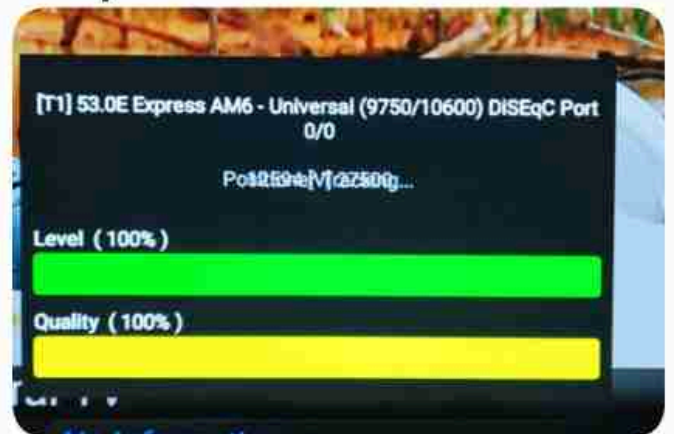 [T1] 53.0E Express AM6 - Universal (9750/10600) DISEqC Port
0/0
Level ( 100% )
Quality ( 100% )